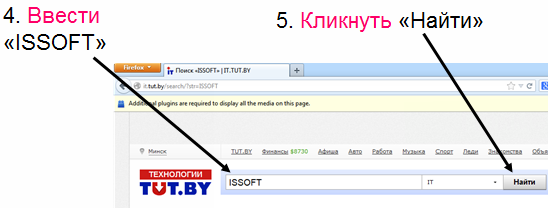 4. Ввести
«ISSOFT»
5. Кликнуть «Найти»
Firefox
Поиск «ISSOFT» | IT.TUT.BY
it.tut.by/search/?str=ISSOFT
Additional plugins are required to display all the media on this page.
Минск TUT.BY Финансы $8730 Афиша Авто Работа Музыка Спорт Леди Знакомства
ТЕХНОЛОГИИ
TUT.BY
ISSOFT IT Найти